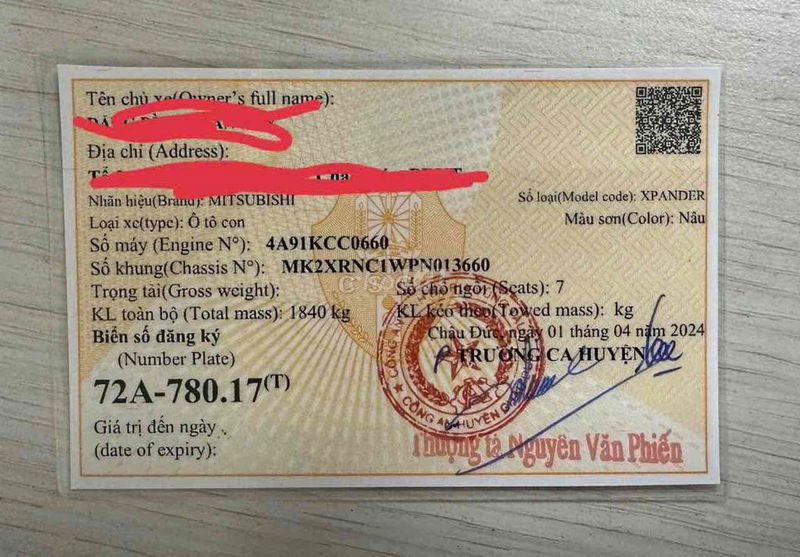 Tên chủ xe(Owner's full name):
Địa chỉ (Address):
Nhãn hiệu(Brand): MITSUBISHI
Số loại(Model code): XPANDER
Loại xe(type): Ô tô con
Màu sơn(Color): Nâu
Số máy (Engine N°): 4A91KCC0660
Số khung(Chassis N°): MK2XRNC1WPN013660
Trọng tải(Gross weight):
Số chỗ ngồi(Seats): 7
KL toàn bộ (Total mass): 1840 kg
KL kéo theo(Towed mass): kg
Biển số đăng ký
Châu Đức, ngày 01 tháng 04 năm 2024
(Number Plate)
TRƯỞNG CA HUYỆN
72A-780.17(T)
CÔNG AN HUYỆN
Giá trị đến ngày
(date of expiry):
Thượng tá Nguyễn Văn Phiến